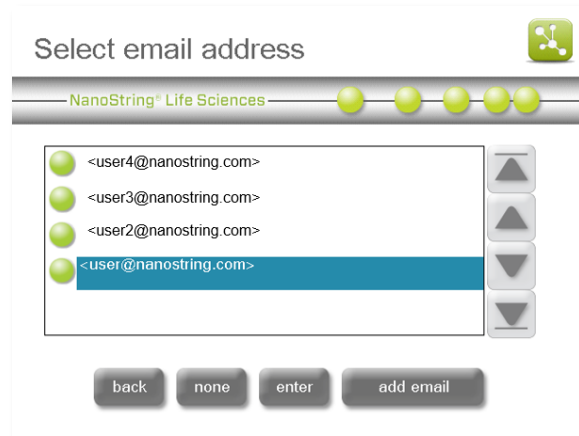 Select email address
NanoString® Life Sciences
<user4@nanostring.com>
<user3@nanostring.com>
<user2@nanostring.com>
<user@nanostring.com>
back none enter add email